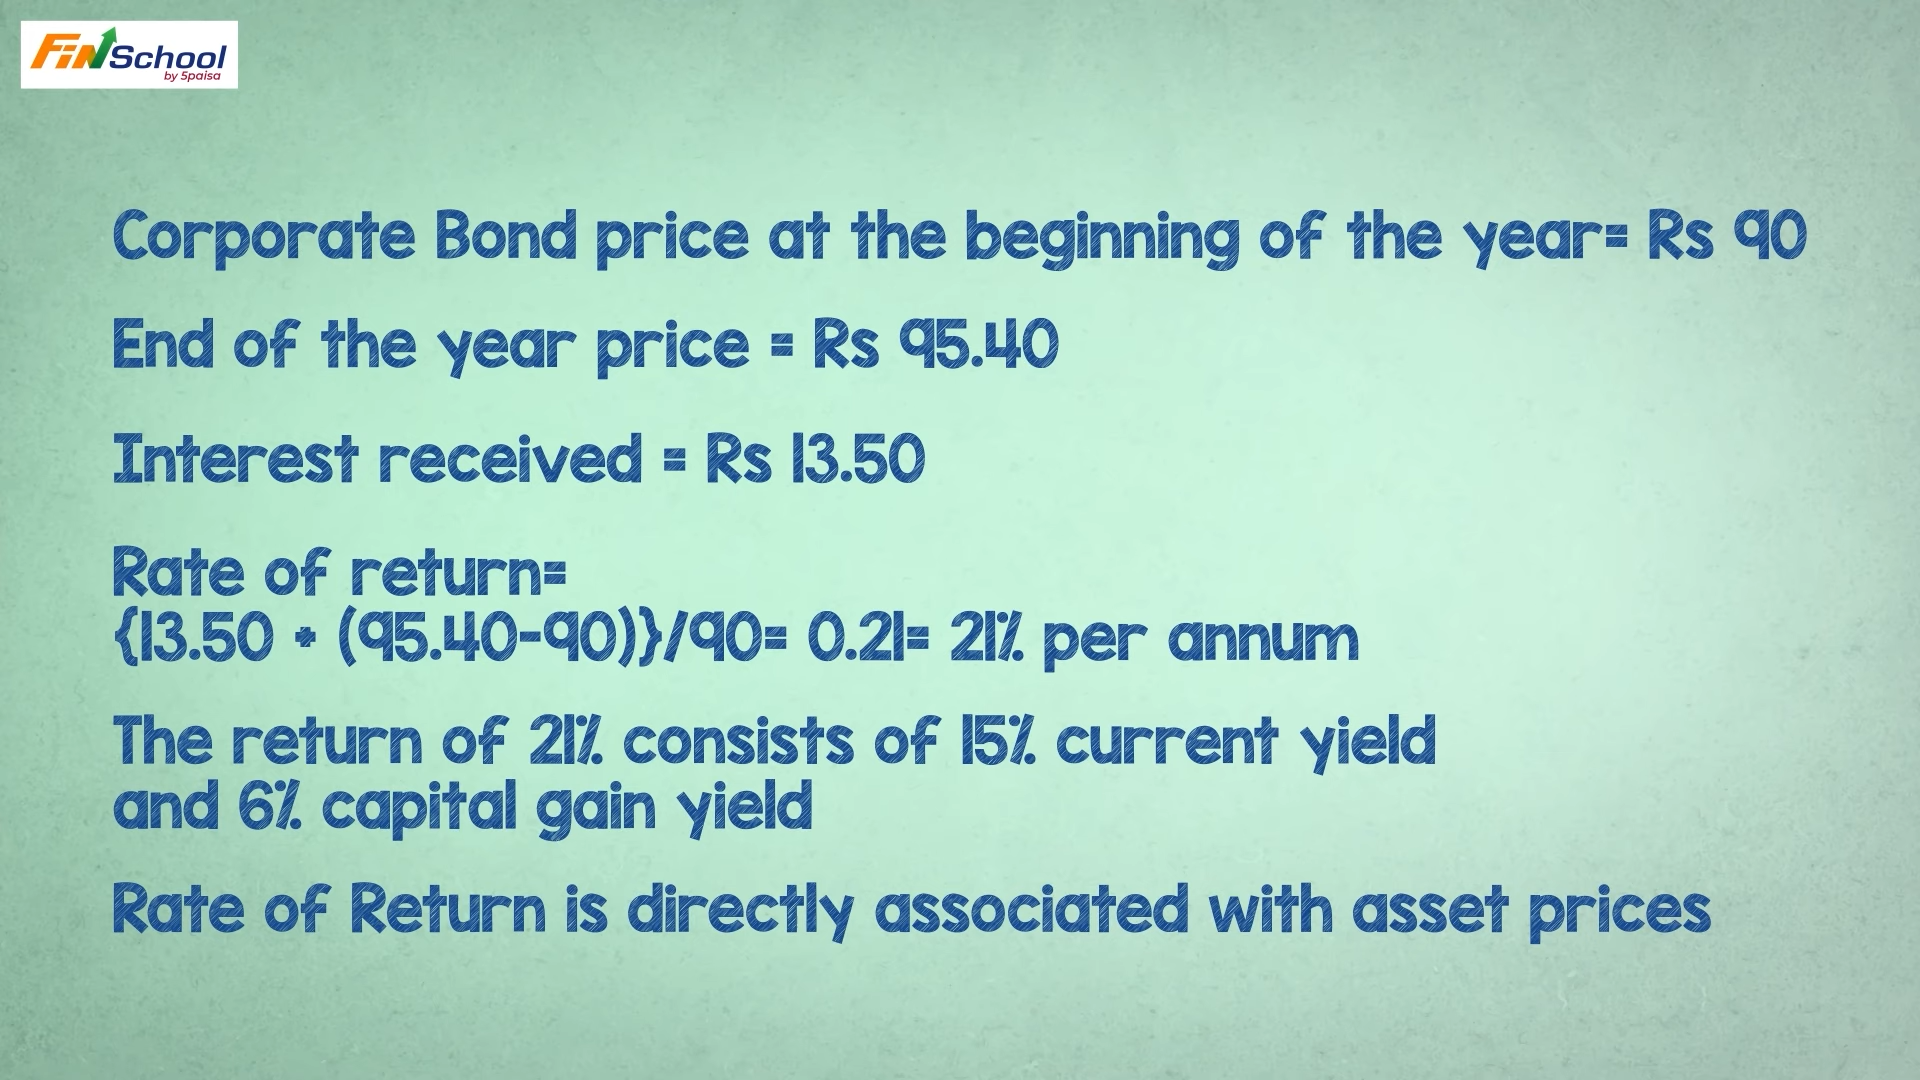 FinSchool
by 5paisa
Corporate Bond price at the beginning of the year= Rs 90
End of the year price = Rs 95.40
Interest received = Rs 13.50
Rate of return=
{13.50 + (95.40-90)}/90= 0.21= 21% per annum
The return of 21% consists of 15% current yield
and 6% capital gain yield
Rate of Return is directly associated with asset prices